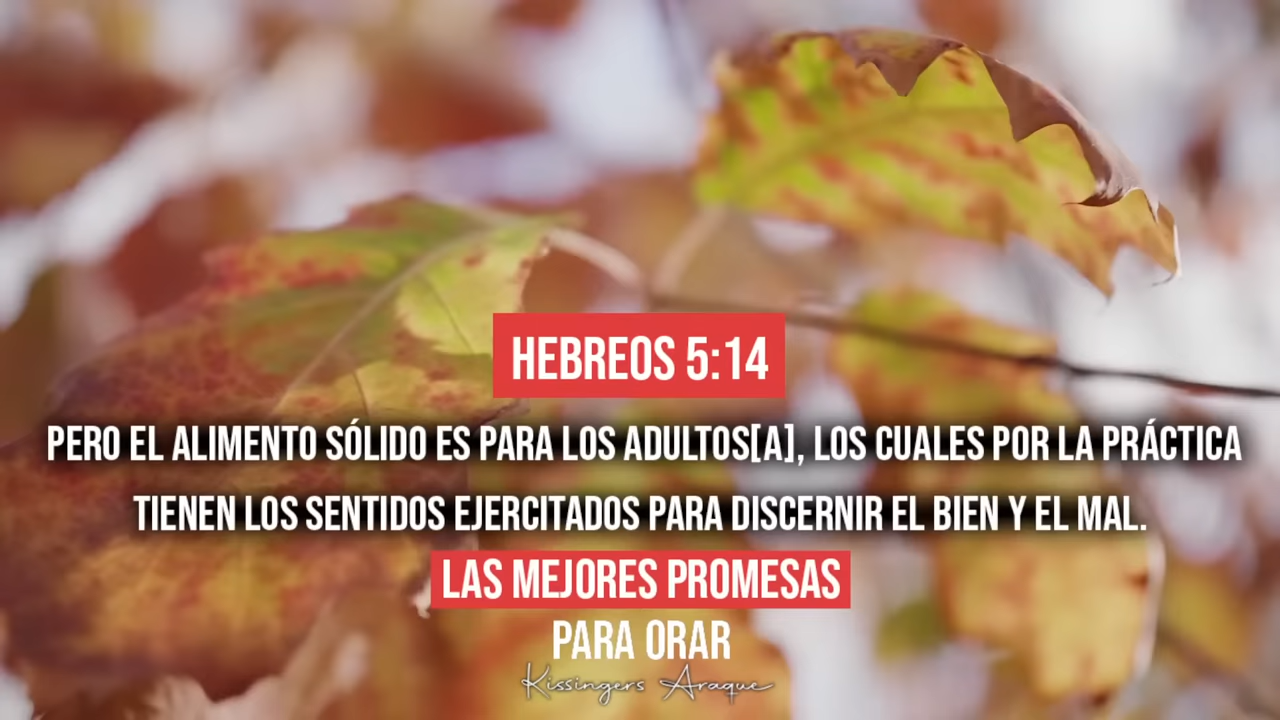 HEBREOS 5:14
PERO EL ALIMENTO SÓLIDO ES PARA LOS ADULTOS[A], LOS CUALES POR LA PRÁCTICA
TIENEN LOS SENTIDOS EJERCITADOS PARA DISCERNIR EL BIEN Y EL MAL.
LAS MEJORES PROMESAS
PARA ORAR
Kissingers Araque